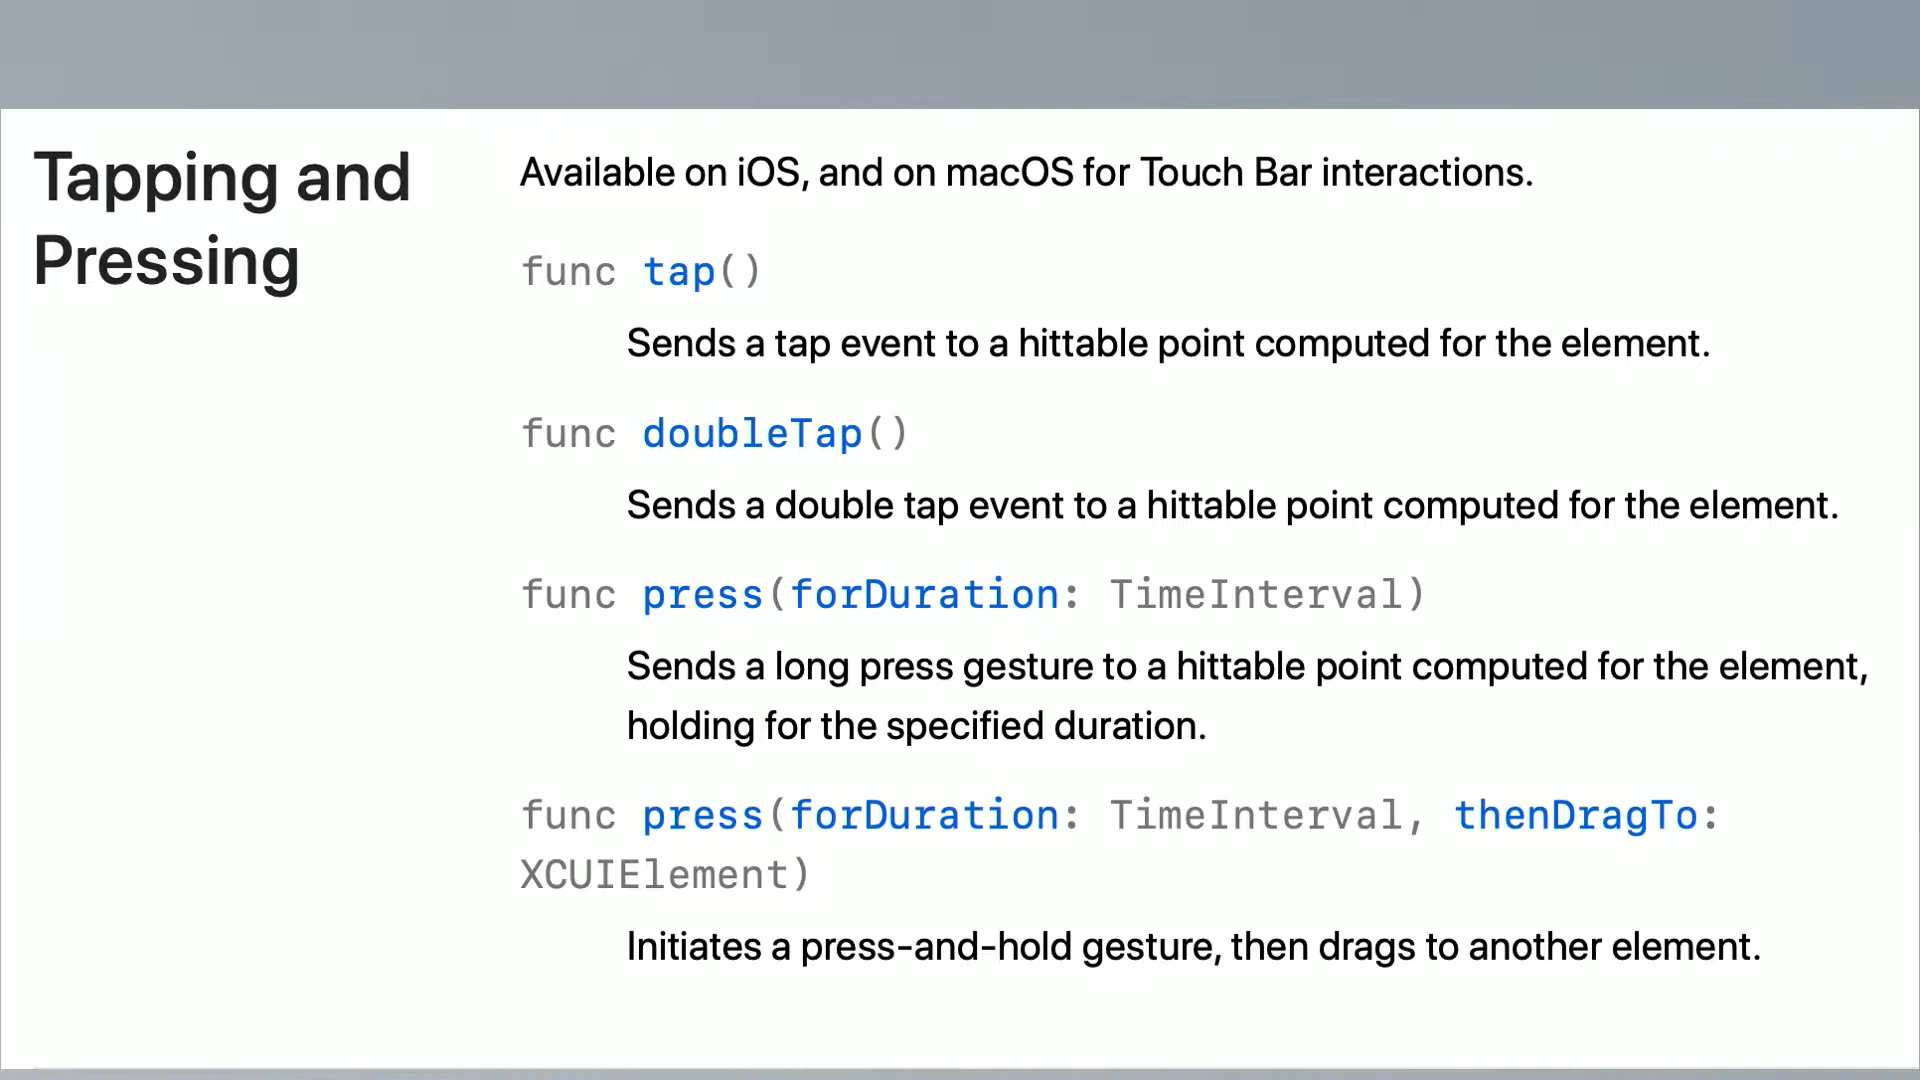 Tapping and
Pressing
Available on iOS, and on macOS for Touch Bar interactions.
func tap()
Sends a tap event to a hittable point computed for the element.
func doubleTap()
Sends a double tap event to a hittable point computed for the element.
func press(forDuration: TimeInterval)
Sends a long press gesture to a hittable point computed for the element,
holding for the specified duration.
func press(forDuration: TimeInterval, thenDragTo:
XCUIElement)
Initiates a press-and-hold gesture, then drags to another element.